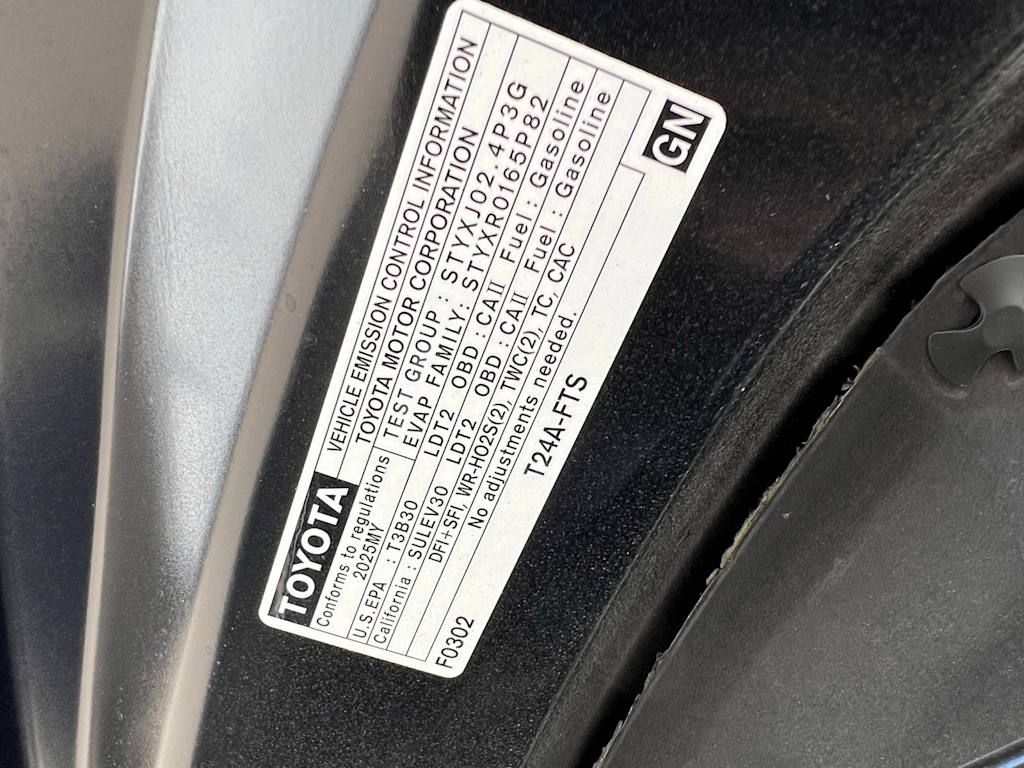 TOYOTA VEHICLE EMISSION CONTROL INFORMATION
TOYOTA MOTOR CORPORATION
Conforms to regulations
2025MY
TEST GROUP : STYXJ02.4P3G
EVAP FAMILY: STYXR0165P82
U.S.EPA : T3B30 LDT2 OBD : CAII Fuel : Gasoline
California : SULEV30 LDT2 OBD : CAII Fuel : Gasoline
DFI+SFI, WR-HO2S(2), TWC(2), TC, CAC
No adjustments needed.
F0302 T24A-FTS GN